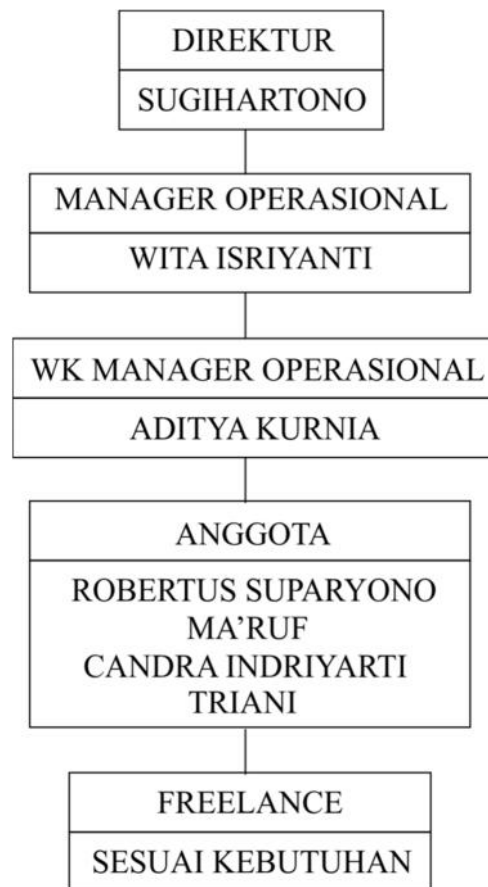 DIREKTUR
SUGIHARTONO
MANAGER OPERASIONAL
WITA ISRIYANTI
WK MANAGER OPERASIONAL
ADITYA KURNIA
ANGGOTA
ROBERTUS SUPARYONO
MA’RUF
CANDRA INDRIYARTI
TRIANI
FREELANCE
SESUAI KEBUTUHAN